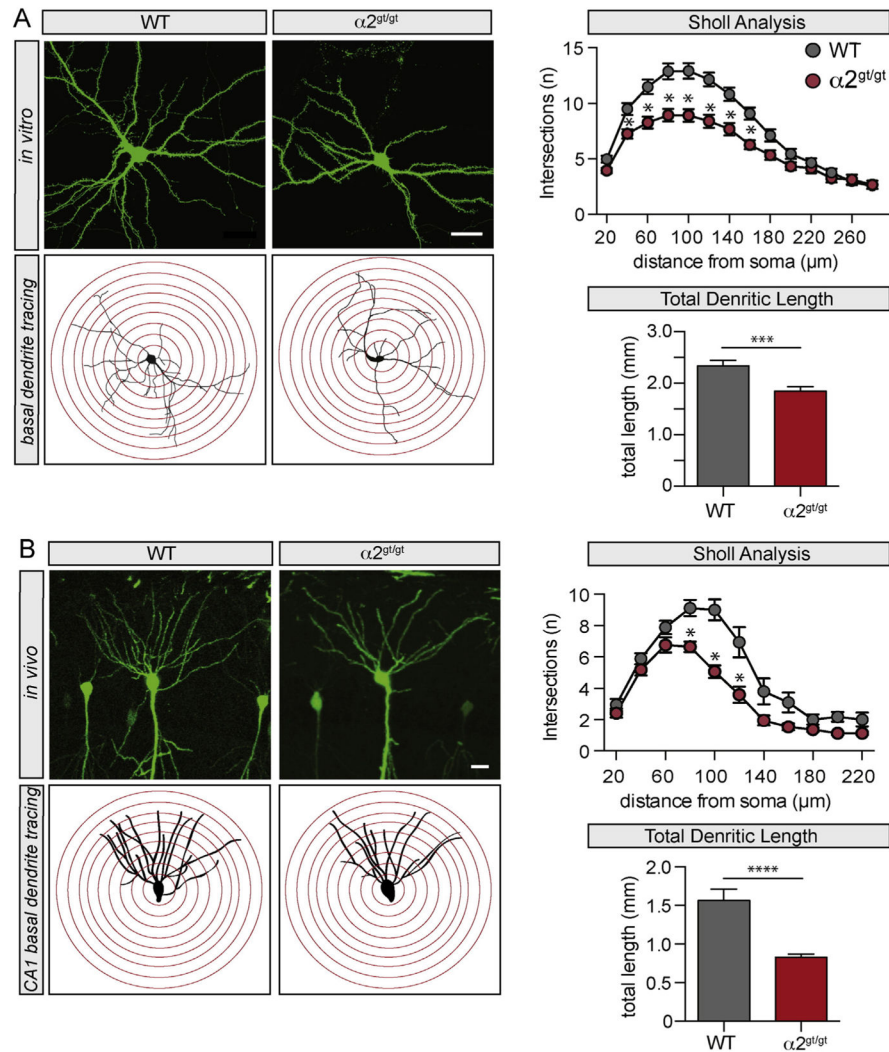 A
WT
α2gt/gt
in vitro
basal dendrite tracing
Sholl Analysis
WT
α2gt/gt
Intersections (n)
15
10
5
0
20 60 100 140 180 220 260
* * * * * * *
distance from soma (µm)
Total Denritic Length
total length (mm)
3.0
2.0
1.0
0
***
WT α2gt/gt
B
WT
α2gt/gt
in vivo
CA1 basal dendrite tracing
Sholl Analysis
Intersections (n)
10
8
6
4
2
0
* * *
20 60 100 140 180 220
distance from soma (µm)
Total Denritic Length
total length (mm)
1.5
1.0
0.5
0
****
WT α2gt/gt